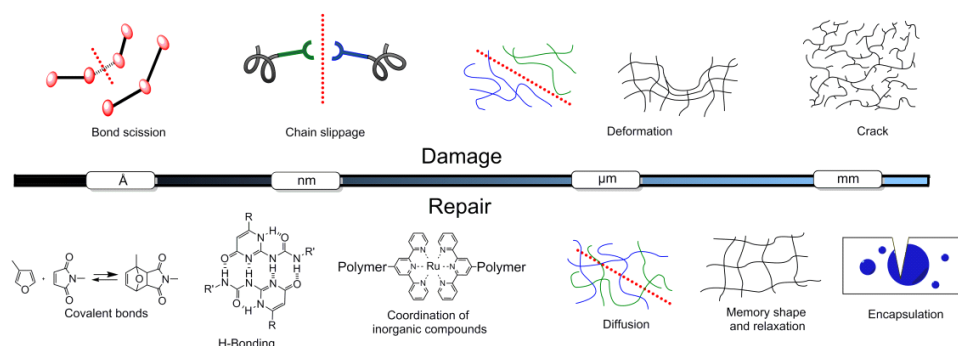 Bond scission
Chain slippage
Deformation
Crack
Damage
Å
nm
µm
mm
Repair
N
O
O
N
O
O
O
N
Covalent bonds
R
H
O
O
N
N
N
R'
H
H
H
H
H
H
R'
N
N
N
O
O
H
N
R
H-Bonding
N
N
Polymer
N
Ru
N
Polymer
N
N
Coordination of
inorganic compounds
Diffusion
Memory shape
and relaxation
Encapsulation